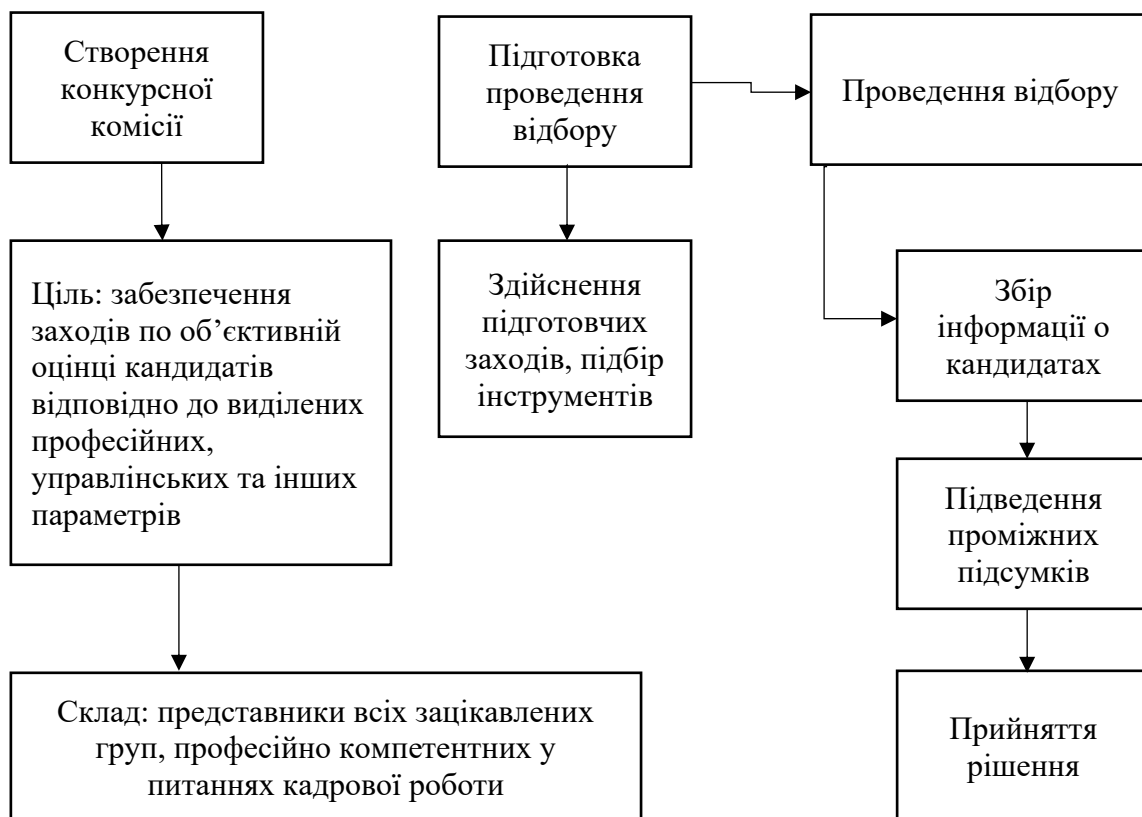 Створення
конкурсної
комісії
Підготовка
проведення
відбору
Проведення відбору
Ціль: забезпечення
заходів по об’єктивній
оцінці кандидатів
відповідно до виділених
професійних,
управлінських та інших
параметрів
Здійснення
підготовчих
заходів, підбір
інструментів
Збір
інформації о
кандидатах
Підведення
проміжних
підсумків
Склад: представники всіх зацікавлених
груп, професійно компетентних у
питаннях кадрової роботи
Прийняття
рішення